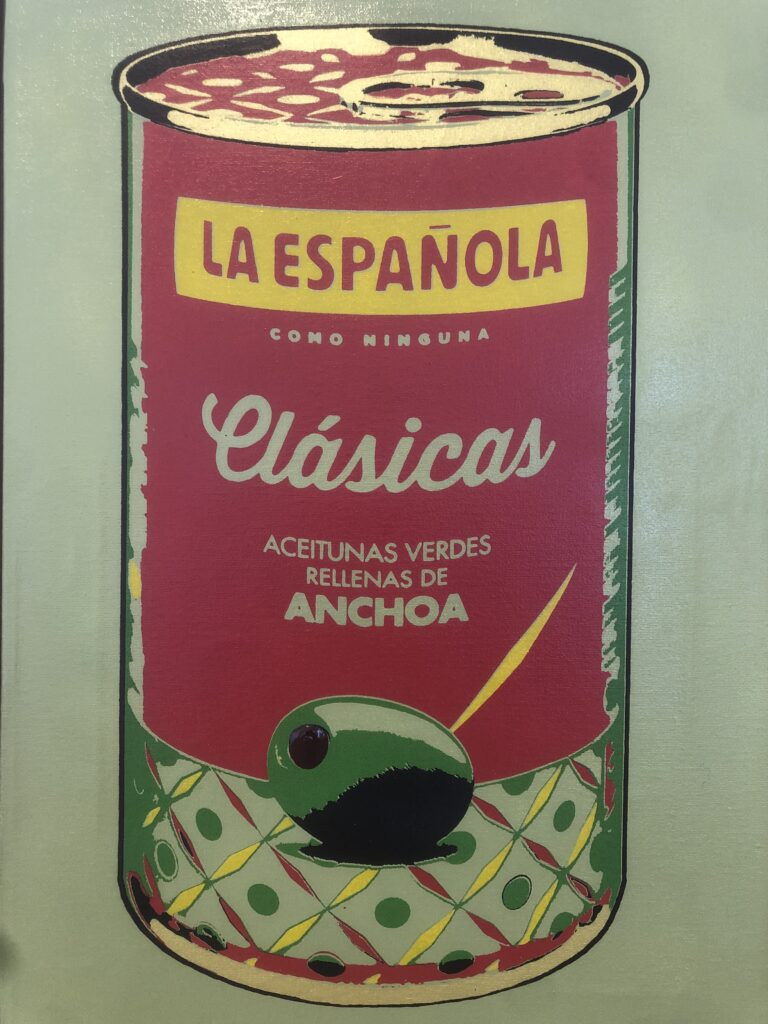 LA ESPAÑOLA
COMO NINGUNA
Clásicas
ACEITUNAS VERDES
RELLENAS DE
ANCHOA